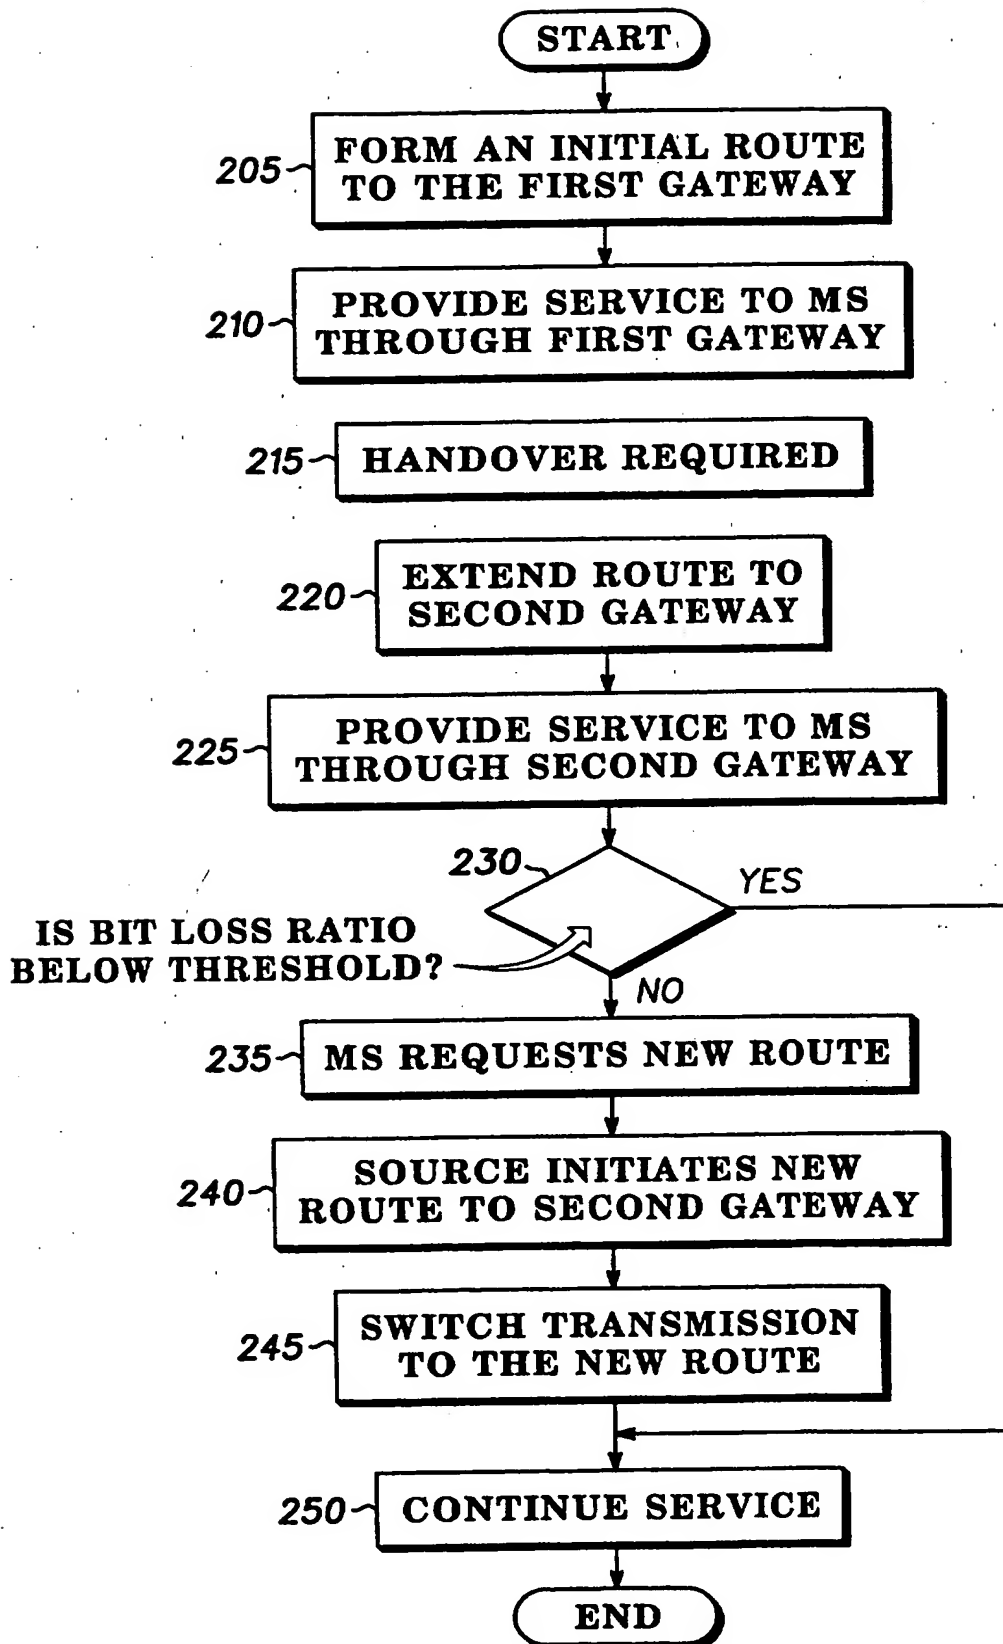 START
205
FORM AN INITIAL ROUTE
TO THE FIRST GATEWAY
210
PROVIDE SERVICE TO MS
THROUGH FIRST GATEWAY
215
HANDOVER REQUIRED
220
EXTEND ROUTE TO
SECOND GATEWAY
225
PROVIDE SERVICE TO MS
THROUGH SECOND GATEWAY
230
YES
IS BIT LOSS RATIO
BELOW THRESHOLD?
NO
235
MS REQUESTS NEW ROUTE
240
SOURCE INITIATES NEW
ROUTE TO SECOND GATEWAY
245
SWITCH TRANSMISSION
TO THE NEW ROUTE
250
CONTINUE SERVICE
END